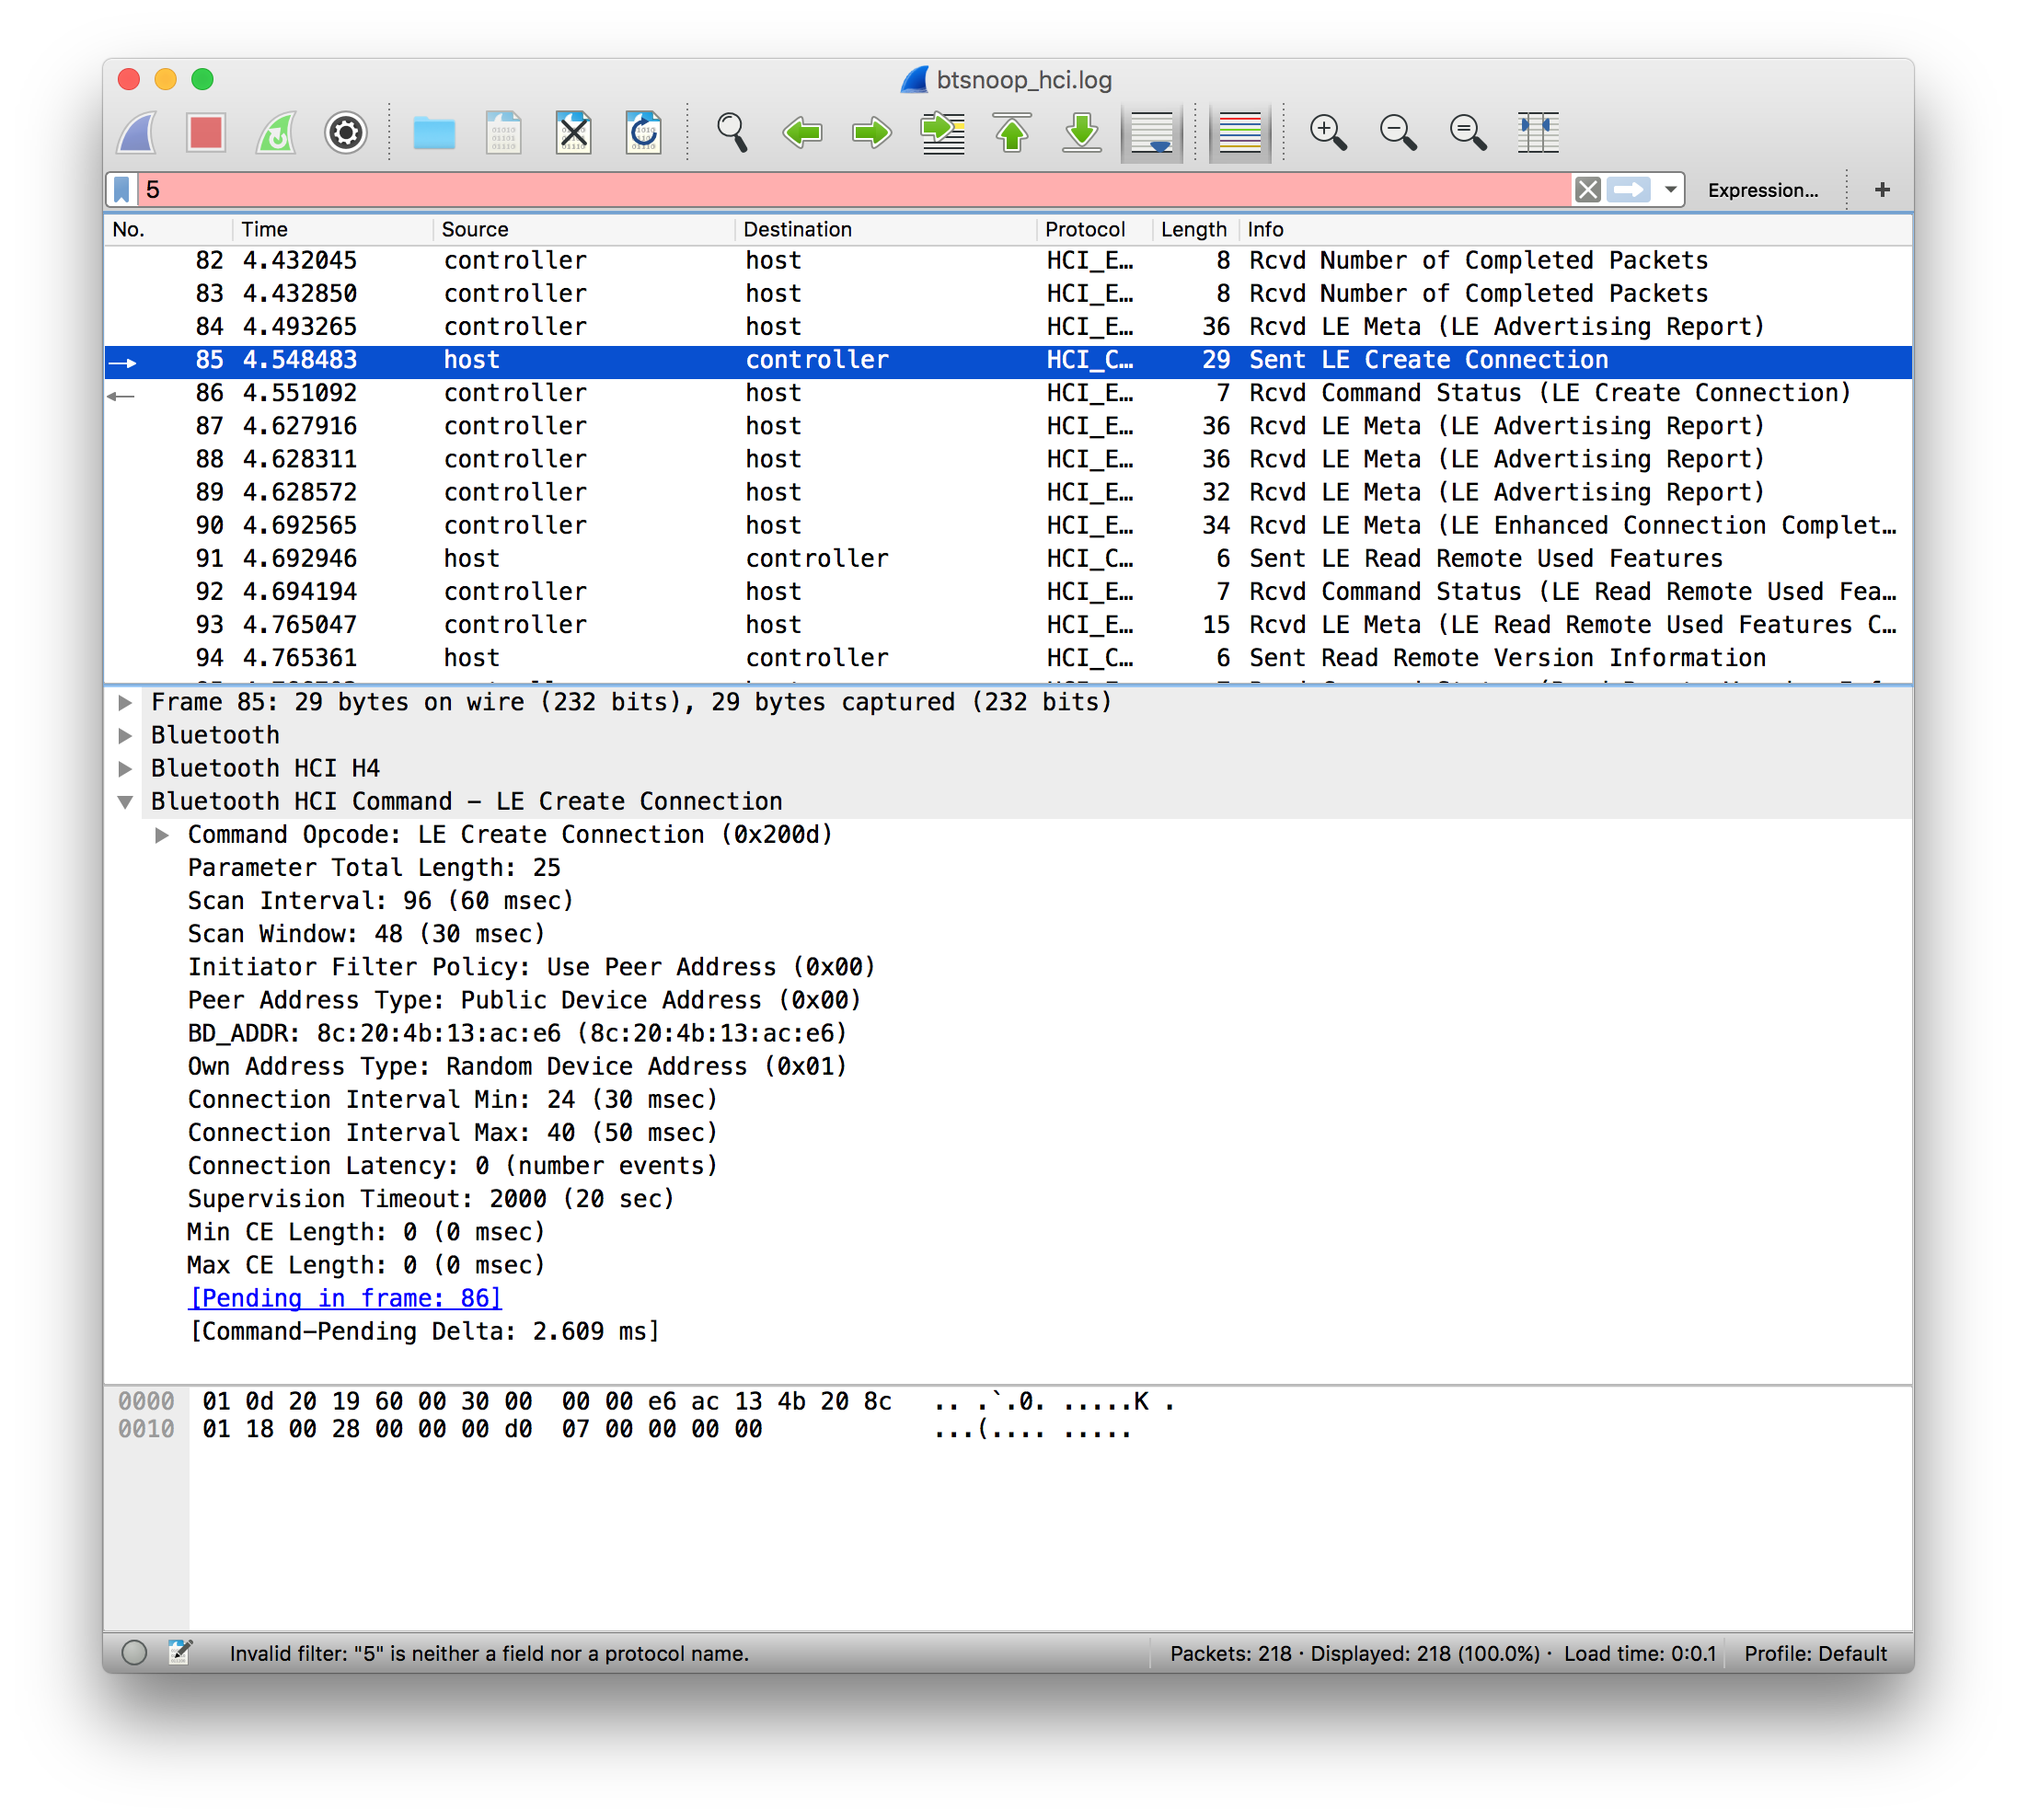 btsnoop_hci.log
5
Expression... +
No. Time Source Destination Protocol Length Info
82 4.432045 controller host HCI_E… 8 Rcvd Number of Completed Packets
83 4.432850 controller host HCI_E… 8 Rcvd Number of Completed Packets
84 4.493265 controller host HCI_E… 36 Rcvd LE Meta (LE Advertising Report)
85 4.548483 host controller HCI_C… 29 Sent LE Create Connection
86 4.551092 controller host HCI_E… 7 Rcvd Command Status (LE Create Connection)
87 4.627916 controller host HCI_E… 36 Rcvd LE Meta (LE Advertising Report)
88 4.628311 controller host HCI_E… 36 Rcvd LE Meta (LE Advertising Report)
89 4.628572 controller host HCI_E… 32 Rcvd LE Meta (LE Advertising Report)
90 4.692565 controller host HCI_E… 34 Rcvd LE Meta (LE Enhanced Connection Complet…
91 4.692946 host controller HCI_C… 6 Sent LE Read Remote Used Features
92 4.694194 controller host HCI_E… 7 Rcvd Command Status (LE Read Remote Used Fea…
93 4.765047 controller host HCI_E… 15 Rcvd LE Meta (LE Read Remote Used Features C…
94 4.765361 host controller HCI_C… 6 Sent Read Remote Version Information
Frame 85: 29 bytes on wire (232 bits), 29 bytes captured (232 bits)
Bluetooth
Bluetooth HCI H4
Bluetooth HCI Command – LE Create Connection
Command Opcode: LE Create Connection (0x200d)
Parameter Total Length: 25
Scan Interval: 96 (60 msec)
Scan Window: 48 (30 msec)
Initiator Filter Policy: Use Peer Address (0x00)
Peer Address Type: Public Device Address (0x00)
BD_ADDR: 8c:20:4b:13:ac:e6 (8c:20:4b:13:ac:e6)
Own Address Type: Random Device Address (0x01)
Connection Interval Min: 24 (30 msec)
Connection Interval Max: 40 (50 msec)
Connection Latency: 0 (number events)
Supervision Timeout: 2000 (20 sec)
Min CE Length: 0 (0 msec)
Max CE Length: 0 (0 msec)
[Pending in frame: 86]
[Command–Pending Delta: 2.609 ms]
0000 01 0d 20 19 60 00 30 00 00 00 e6 ac 13 4b 20 8c .. .`.0. .....K .
0010 01 18 00 28 00 00 00 d0 07 00 00 00 00 ...(.... .....
Invalid filter: "5" is neither a field nor a protocol name. Packets: 218 · Displayed: 218 (100.0%) · Load time: 0:0.1 Profile: Default